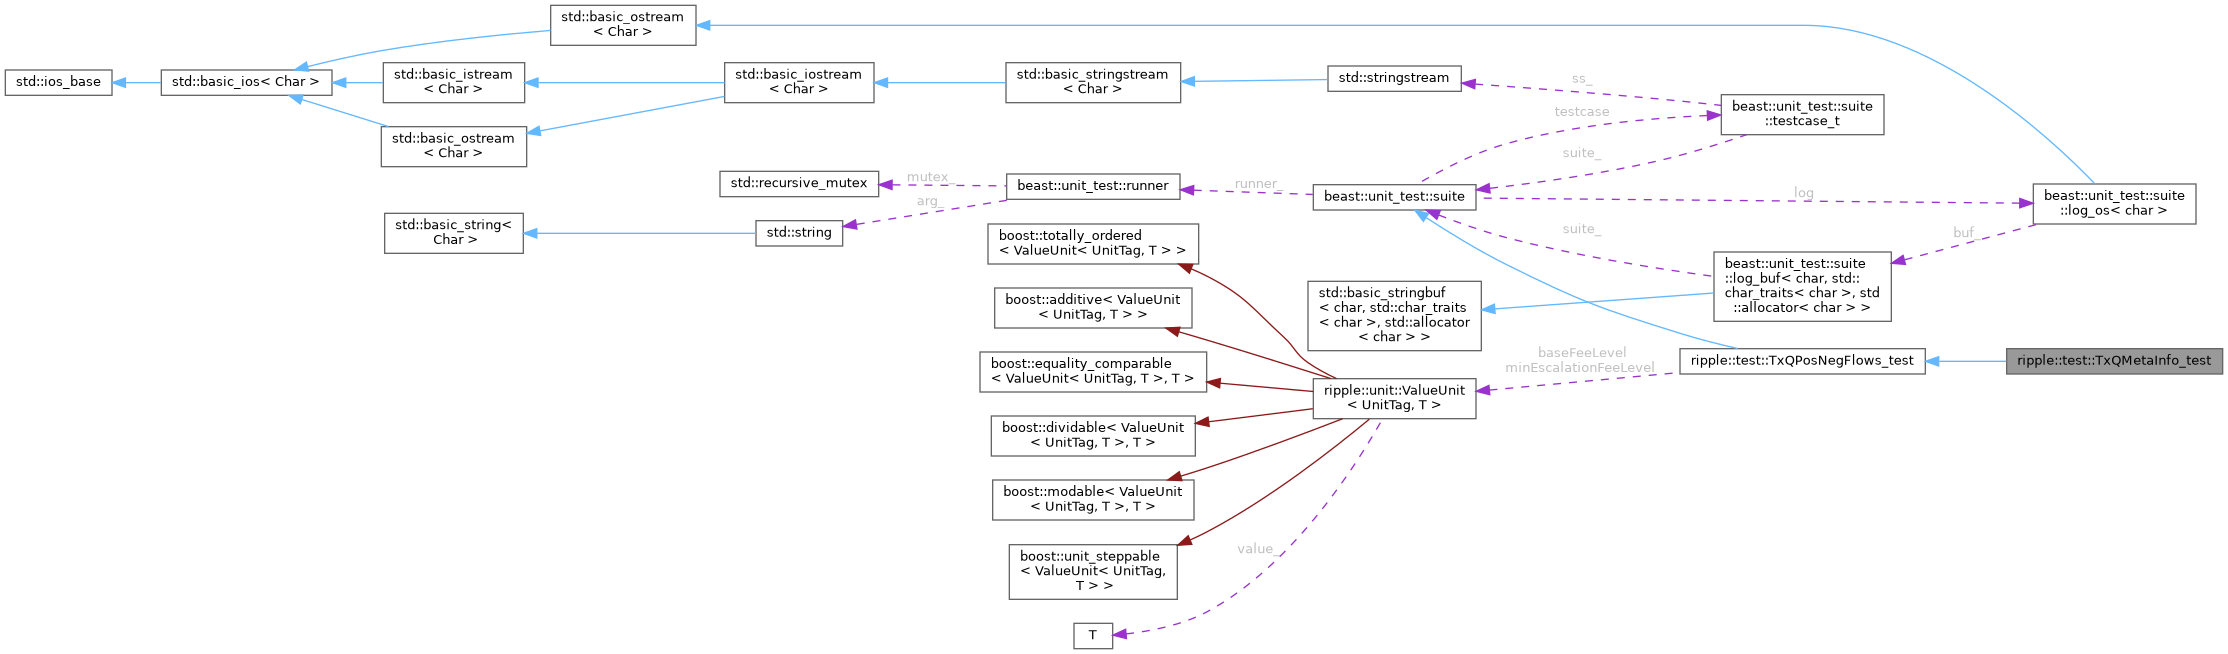 std::basic_ostream
< Char >
std::ios_base
std::basic_ios< Char >
std::basic_istream
< Char >
std::basic_iostream
< Char >
std::basic_stringstream
< Char >
std::stringstream
ss_
beast::unit_test::suite
::testcase_t
testcase
std::basic_ostream
< Char >
suite_
std::recursive_mutex
mutex_
beast::unit_test::runner
runner_
beast::unit_test::suite
log
beast::unit_test::suite
::log_os< char >
arg_
std::basic_string<
Char >
std::string
suite_
buf_
boost::totally_ordered
< ValueUnit< UnitTag, T > >
beast::unit_test::suite
::log_buf< char, std::
char_traits< char >, std
::allocator< char > >
boost::additive< ValueUnit
< UnitTag, T > >
std::basic_stringbuf
< char, std::char_traits
< char >, std::allocator
< char > >
boost::equality_comparable
< ValueUnit< UnitTag, T >, T >
baseFeeLevel
minEscalationFeeLevel
ripple::test::TxQPosNegFlows_test
ripple::test::TxQMetaInfo_test
ripple::unit::ValueUnit
< UnitTag, T >
boost::dividable< ValueUnit
< UnitTag, T >, T >
boost::modable< ValueUnit
< UnitTag, T >, T >
boost::unit_steppable
< ValueUnit< UnitTag,
T > >
value_
T